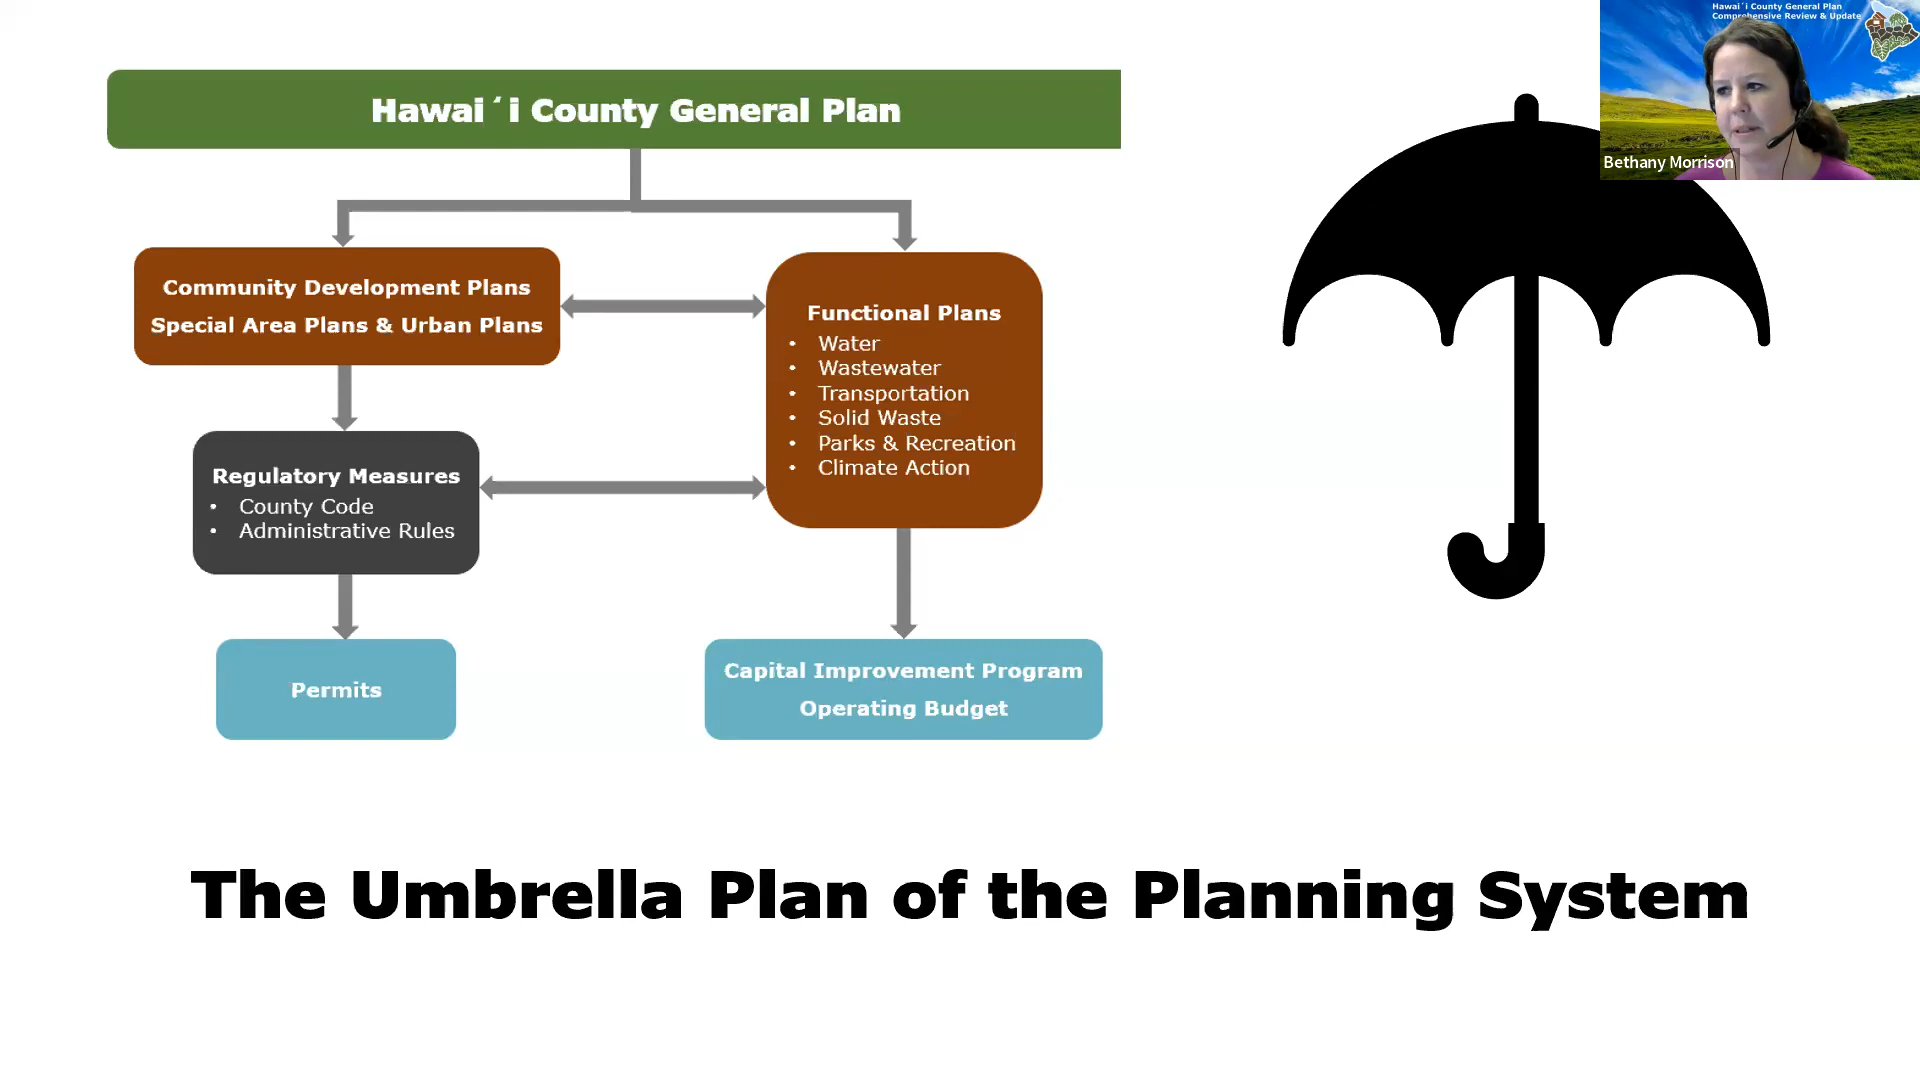 Hawaiʻi County General Plan
Comprehensive Review & Update
Bethany Morrison
Hawaiʻi County General Plan
Community Development Plans
Special Area Plans & Urban Plans
Functional Plans
• Water
• Wastewater
• Transportation
• Solid Waste
• Parks & Recreation
• Climate Action
Regulatory Measures
• County Code
• Administrative Rules
Permits
Capital Improvement Program
Operating Budget
The Umbrella Plan of the Planning System